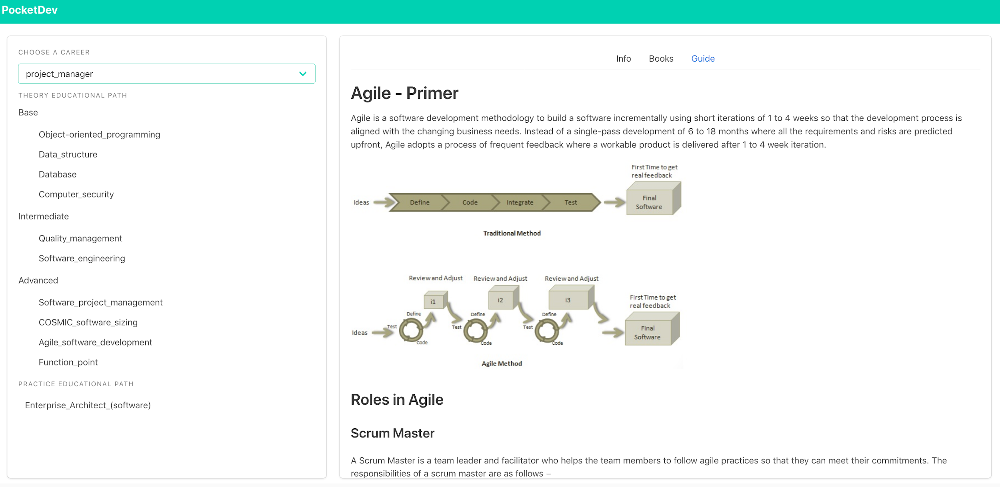 PocketDev
CHOOSE A CAREER
project_manager
THEORY EDUCATIONAL PATH
Base
Object-oriented_programming
Data_structure
Database
Computer_security
Intermediate
Quality_management
Software_engineering
Advanced
Software_project_management
COSMIC_software_sizing
Agile_software_development
Function_point
PRACTICE EDUCATIONAL PATH
Enterprise_Architect_(software)
Info Books Guide
Agile - Primer
Agile is a software development methodology to build a software incrementally using short iterations of 1 to 4 weeks so that the development process is
aligned with the changing business needs. Instead of a single-pass development of 6 to 18 months where all the requirements and risks are predicted
upfront, Agile adopts a process of frequent feedback where a workable product is delivered after 1 to 4 week iteration.
First Time to get
real feedback
Ideas Define Code Integrate Test Final
Software
Traditional Method
Review and Adjust Review and Adjust Review and Adjust
i1 i2 i3
First Time to get
real feedback
Define Define Define
Test Test Test
Ideas
Code Code Code
Final
Software
Agile Method
Roles in Agile
Scrum Master
A Scrum Master is a team leader and facilitator who helps the team members to follow agile practices so that they can meet their commitments. The
responsibilities of a scrum master are as follows –